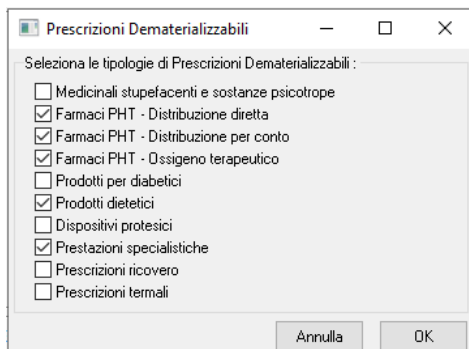 Prescrizioni Dematerializzabili
Seleziona le tipologie di Prescrizioni Dematerializzabili :
Medicinali stupefacenti e sostanze psicotrope
Farmaci PHT - Distribuzione diretta
Farmaci PHT - Distribuzione per conto
Farmaci PHT - Ossigeno terapeutico
Prodotti per diabetici
Prodotti dietetici
Dispositivi protesici
Prestazioni specialistiche
Prescrizioni ricovero
Prescrizioni termali
Annulla OK